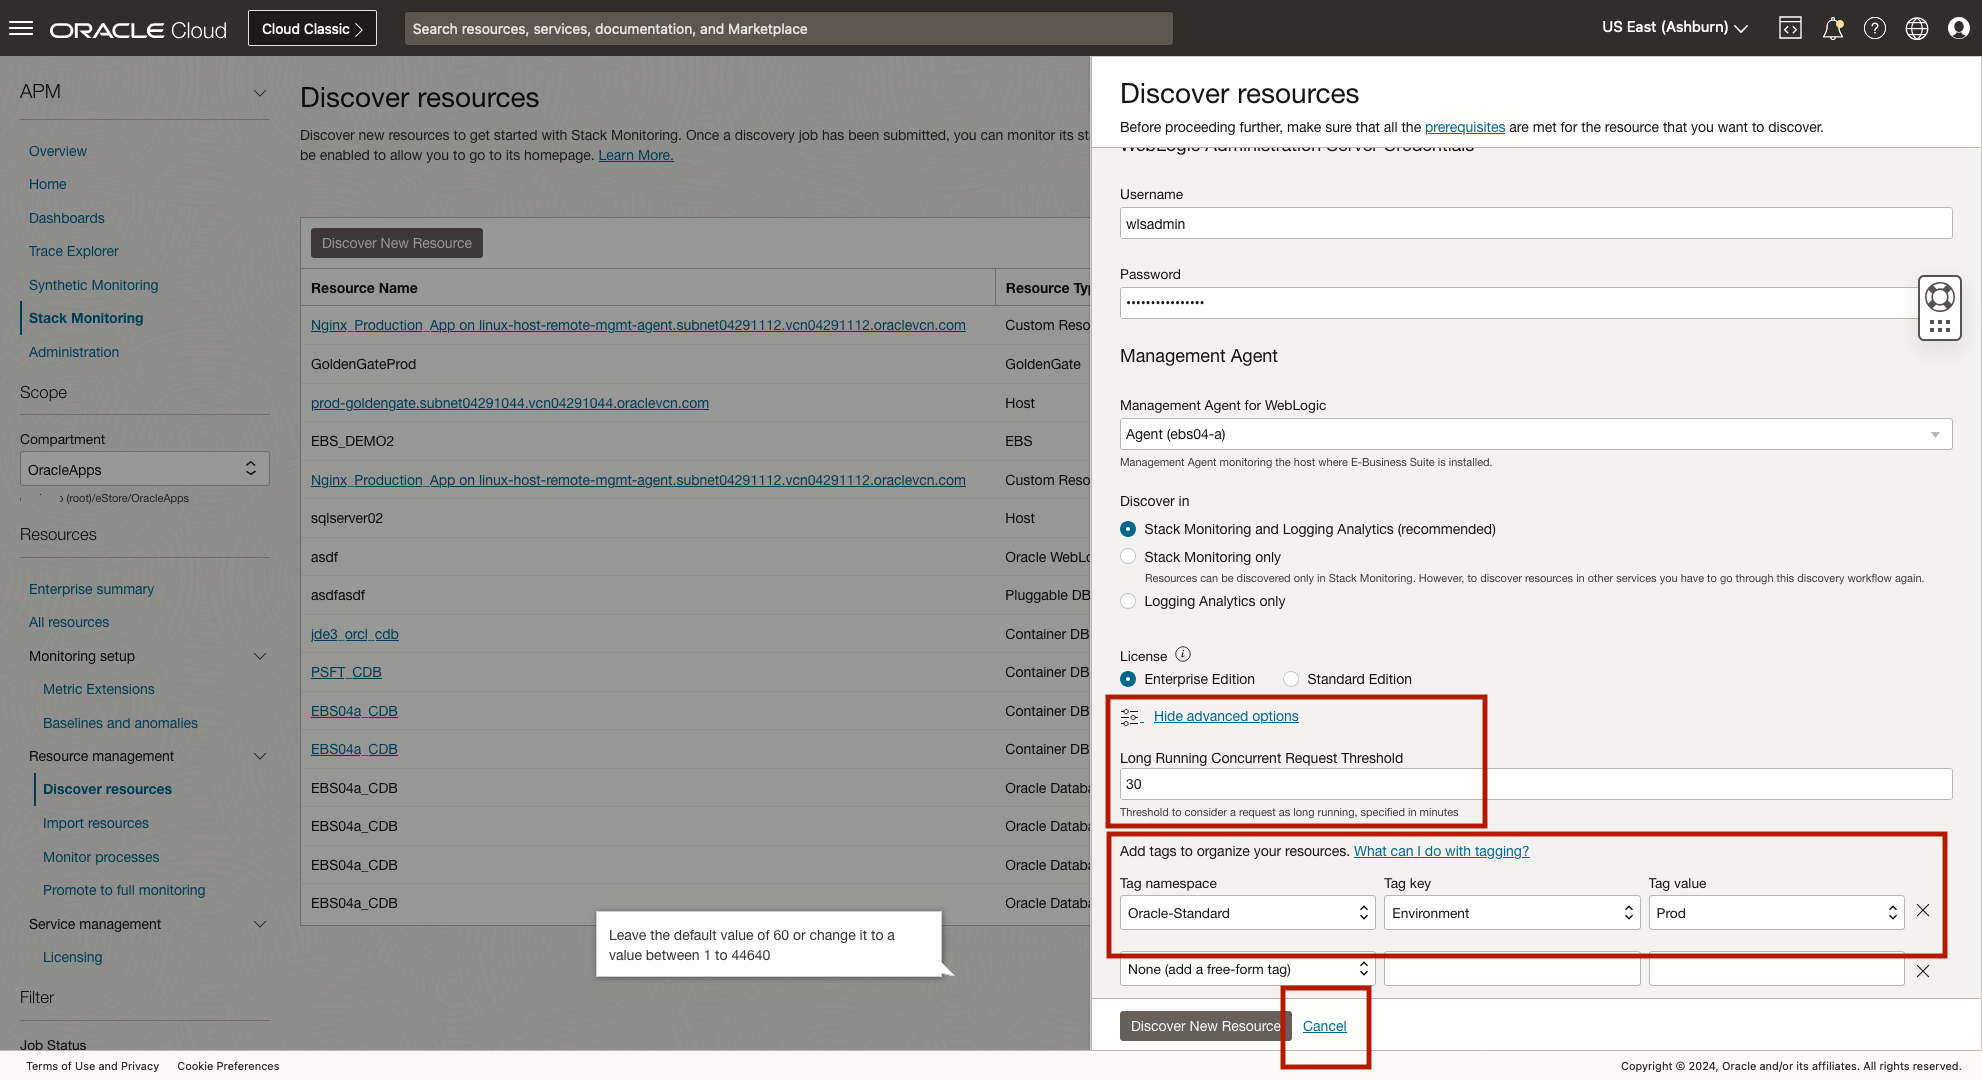 ORACLE Cloud
Cloud Classic
Search resources, services, documentation, and Marketplace
US East (Ashburn)
APM
Overview
Home
Dashboards
Trace Explorer
Synthetic Monitoring
Stack Monitoring
Administration
Scope
Compartment
OracleApps
(root)/eStore/OracleApps
Resources
Enterprise summary
All resources
Monitoring setup
Metric Extensions
Baselines and anomalies
Resource management
Discover resources
Import resources
Monitor processes
Promote to full monitoring
Service management
Licensing
Filter
Job Status
Discover resources
Discover new resources to get started with Stack Monitoring. Once a discovery job has been submitted, you can monitor its st
be enabled to allow you to go to its homepage. Learn More.
Discover New Resource
Resource Name Resource Ty
Nginx_Production_App on linux-host-remote-mgmt-agent.subnet04291112.vcn04291112.oraclevcn.com Custom Reso
GoldenGateProd GoldenGate
prod-goldengate.subnet04291044.vcn04291044.oraclevcn.com Host
EBS_DEMO2 EBS
Nginx_Production_App on linux-host-remote-mgmt-agent.subnet04291112.vcn04291112.oraclevcn.com Custom Reso
sqlserver02 Host
asdf Oracle WebLo
asdfasdf Pluggable DB
jde3_orcl_cdb Container DB
PSFT_CDB Container DB
EBS04a_CDB Container DB
EBS04a_CDB Container DB
EBS04a_CDB Oracle Databa
EBS04a_CDB Oracle Databa
EBS04a_CDB Oracle Databa
EBS04a_CDB Oracle Databa
Leave the default value of 60 or change it to a
value between 1 to 44640
Discover resources
Before proceeding further, make sure that all the prerequisites are met for the resource that you want to discover.
WebLogic Administration Server Credentials
Username
wlsadmin
Password
••••••••••••••••
Management Agent
Management Agent for WebLogic
Agent (ebs04-a)
Management Agent monitoring the host where E-Business Suite is installed.
Discover in
Stack Monitoring and Logging Analytics (recommended)
Stack Monitoring only
Resources can be discovered only in Stack Monitoring. However, to discover resources in other services you have to go through this discovery workflow again.
Logging Analytics only
License
Enterprise Edition Standard Edition
Hide advanced options
Long Running Concurrent Request Threshold
30
Threshold to consider a request as long running, specified in minutes
Add tags to organize your resources. What can I do with tagging?
Tag namespace Tag key Tag value
Oracle-Standard Environment Prod
None (add a free-form tag)
Discover New Resource Cancel
Terms of Use and Privacy Cookie Preferences
Copyright © 2024, Oracle and/or its affiliates. All rights reserved.